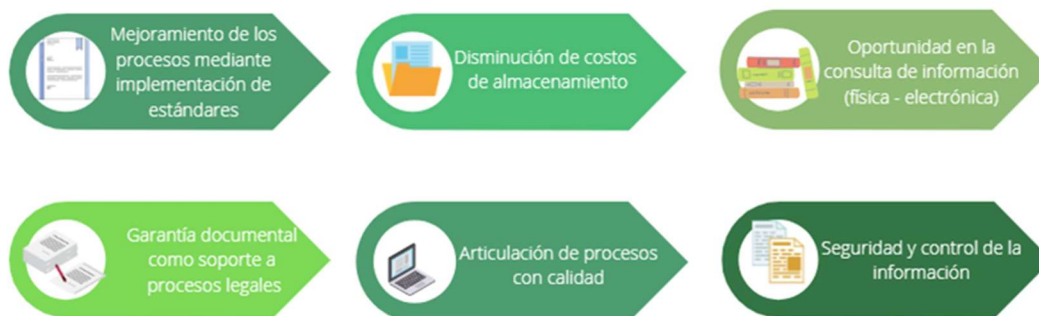 Mejoramiento de los
procesos mediante
implementación de
estándares
Disminución de costos
de almacenamiento
Oportunidad en la
consulta de información
(física - electrónica)
Garantía documental
como soporte a
procesos legales
Articulación de procesos
con calidad
Seguridad y control de la
información